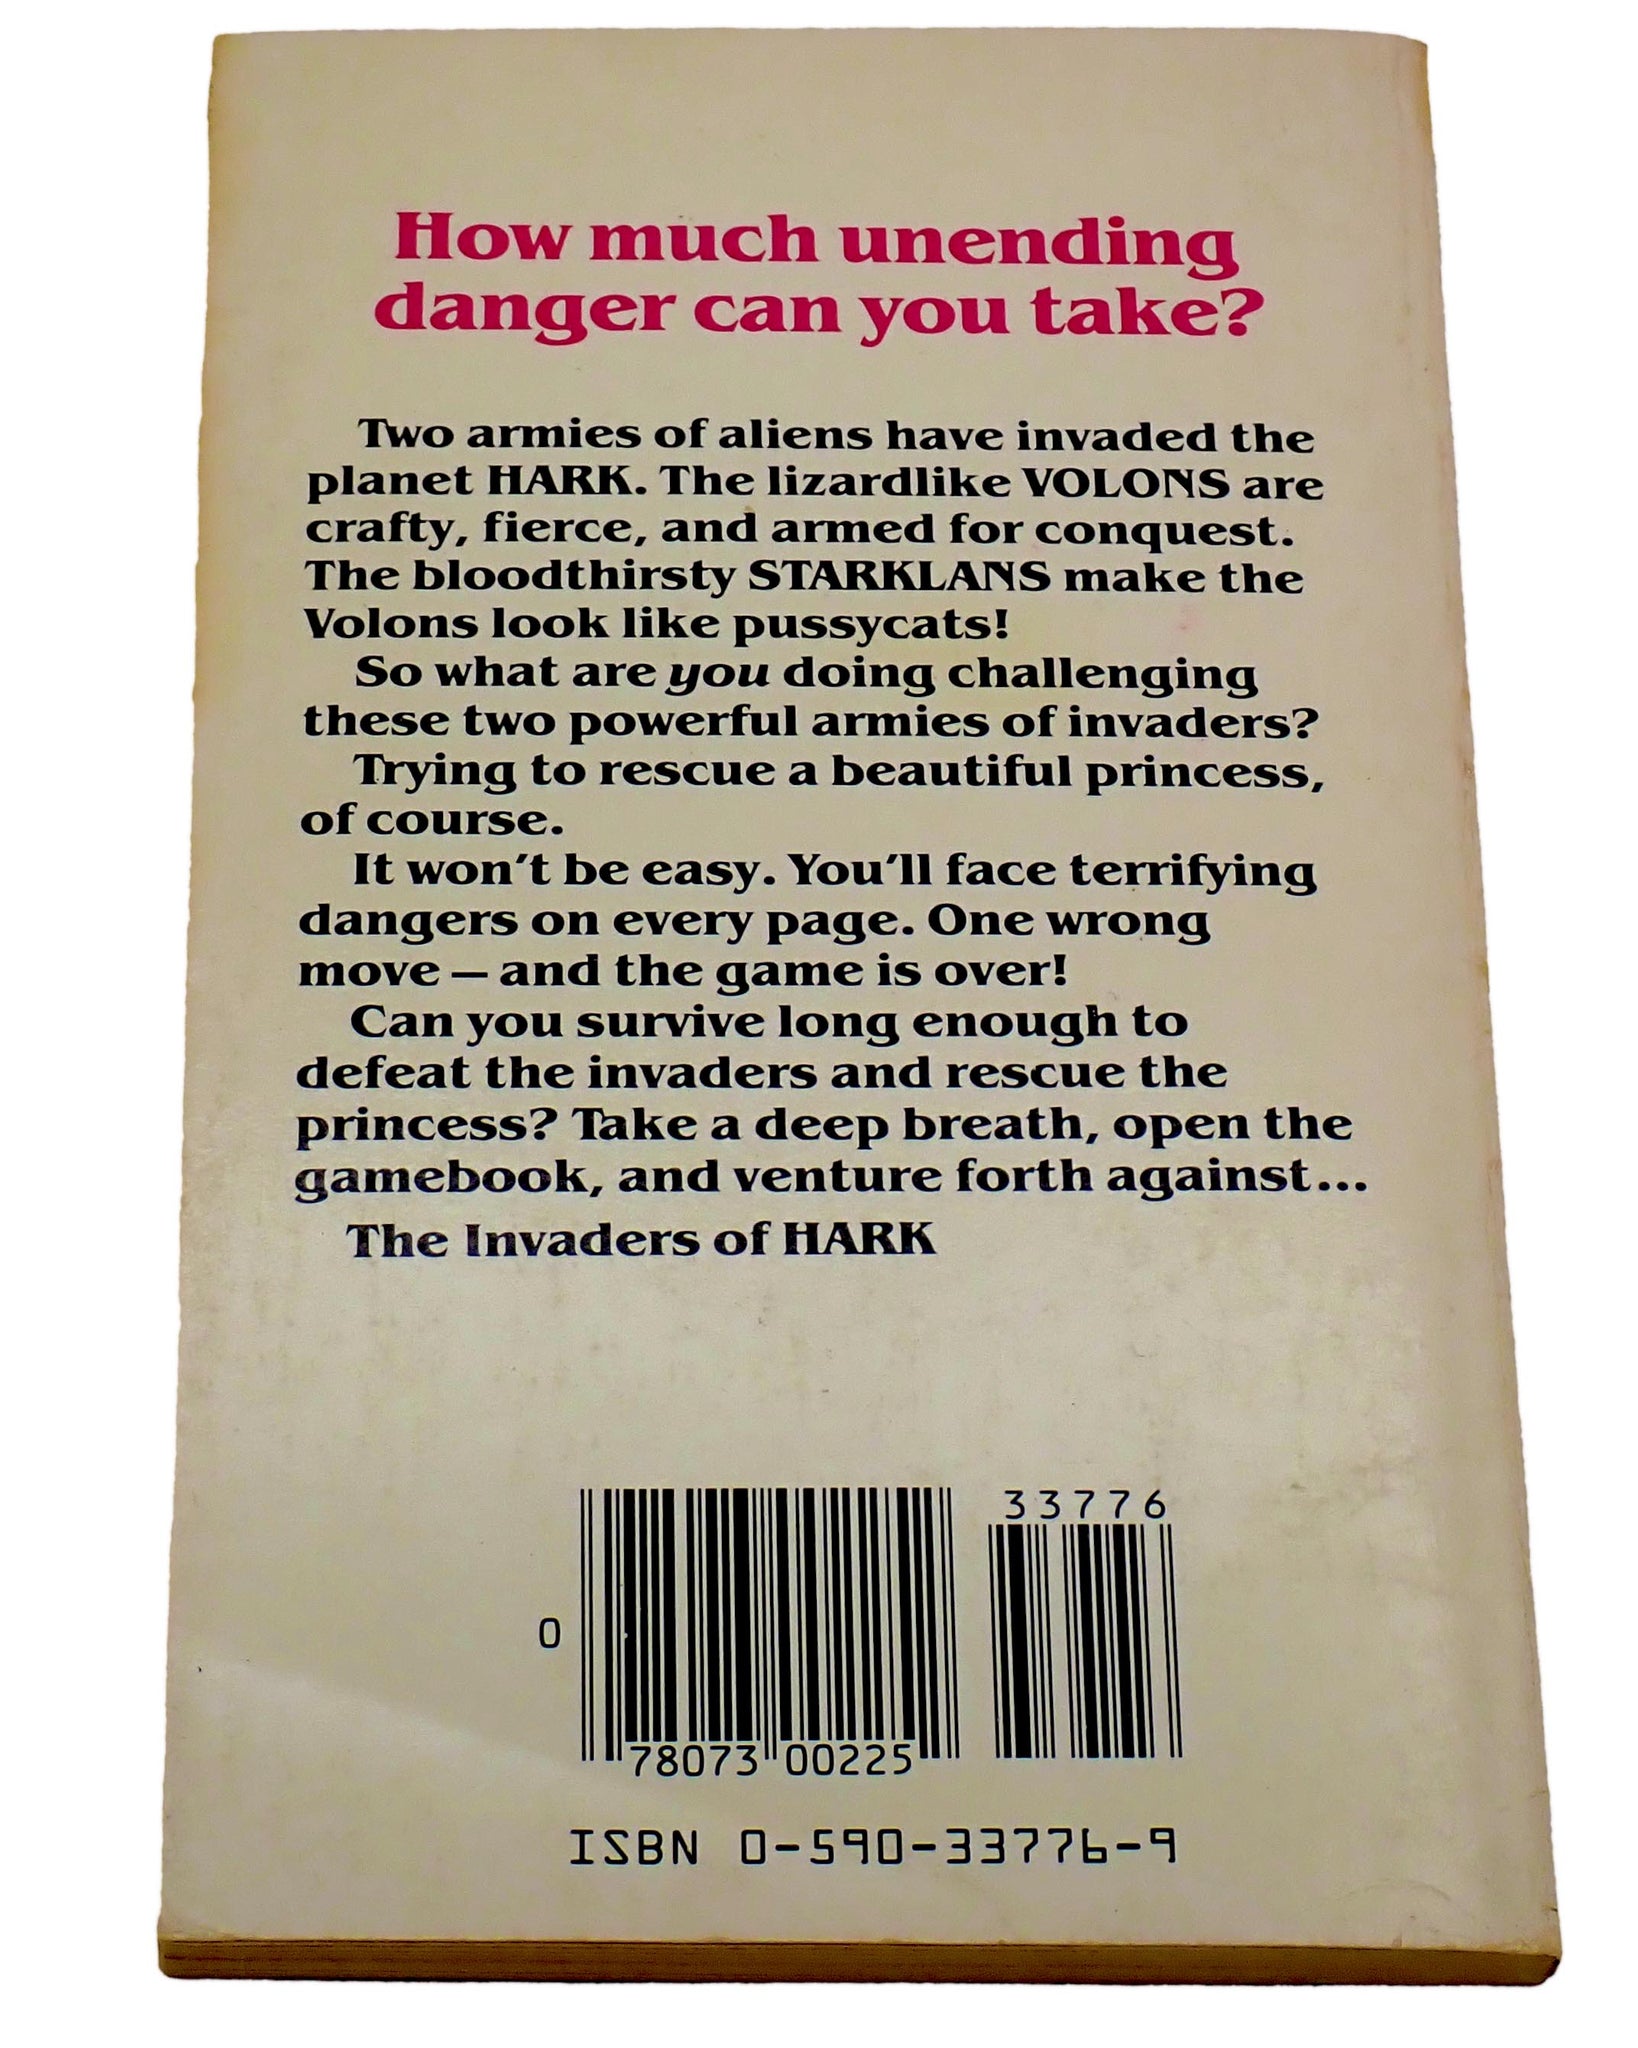 How much unending
danger can you take?
Two armies of aliens have invaded the
planet HARK. The lizardlike VOLONS are
crafty, fierce, and armed for conquest.
The bloodthirsty STARKLANS make the
Volons look like pussycats!
So what are you doing challenging
these two powerful armies of invaders?
Trying to rescue a beautiful princess,
of course.
It won't be easy. You'll face terrifying
dangers on every page. One wrong
move — and the game is over!
Can you survive long enough to
defeat the invaders and rescue the
princess? Take a deep breath, open the
gamebook, and venture forth against...
The Invaders of HARK
33776
0
78073 00225
ISBN 0-590-33776-9